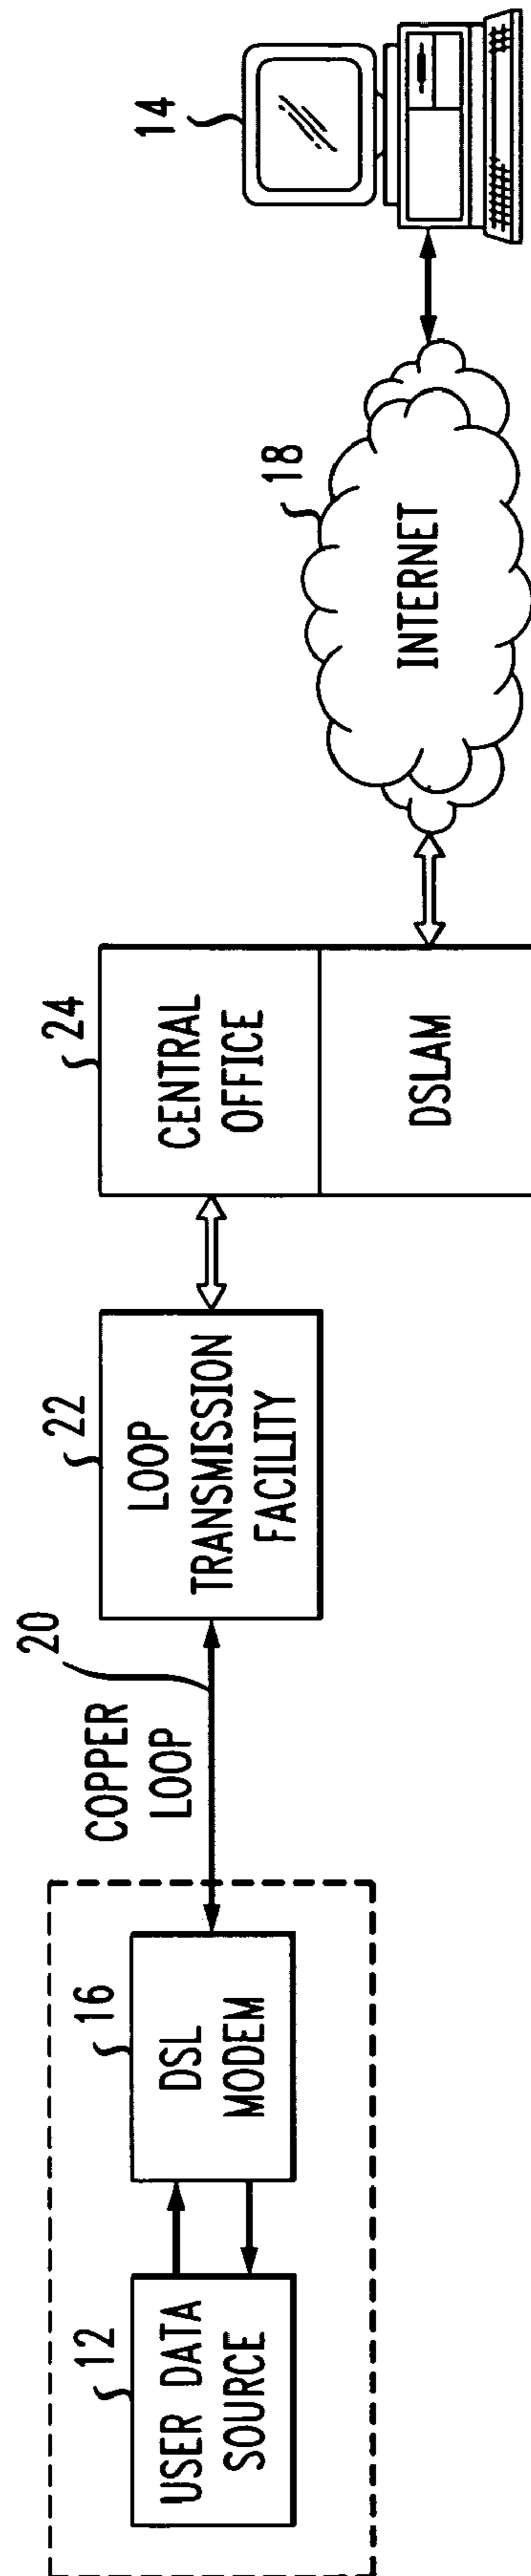 12
USER DATA
SOURCE
16
DSL
MODEM
COPPER
LOOP
20
22
LOOP
TRANSMISSION
FACILITY
24
CENTRAL
OFFICE
DSLAM
18
INTERNET
14